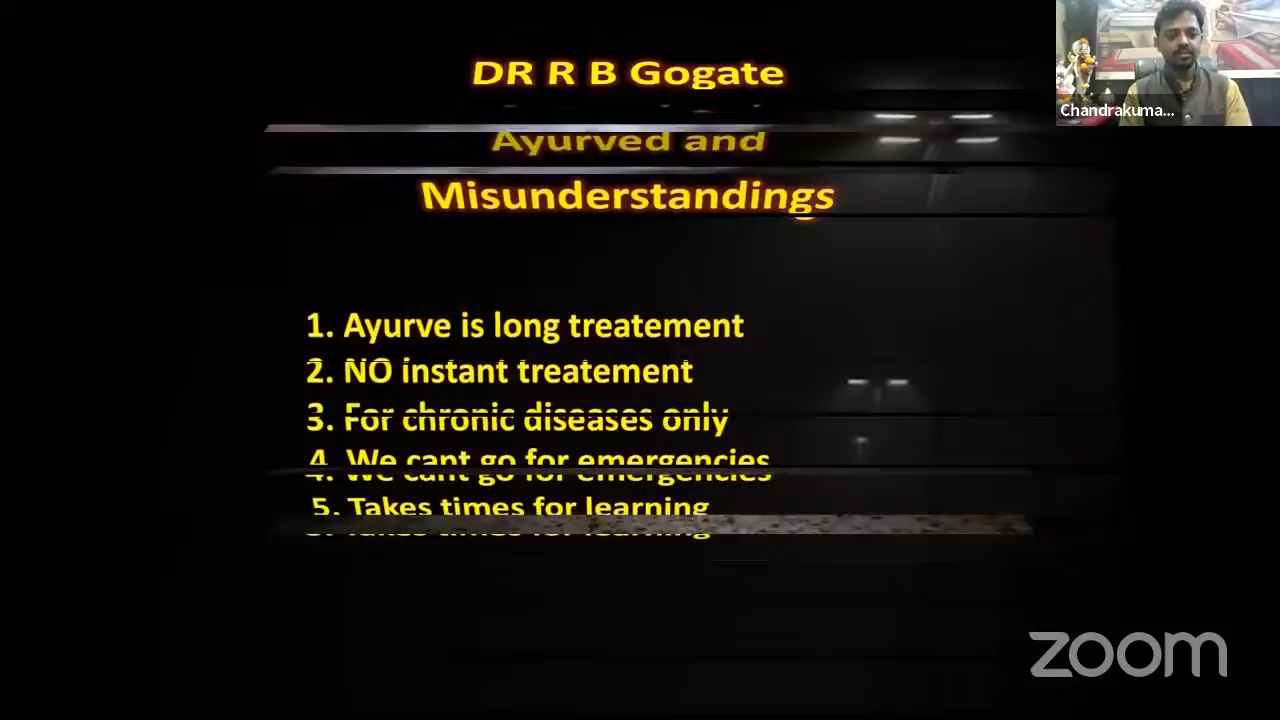 DR R B Gogate
Chandrakuma...
Ayurved and
Misunderstandings
1. Ayurve is long treatement
2. NO instant treatement
3. For chronic diseases only
4. We cant go for emergencies
5. Takes times for learning
zoom